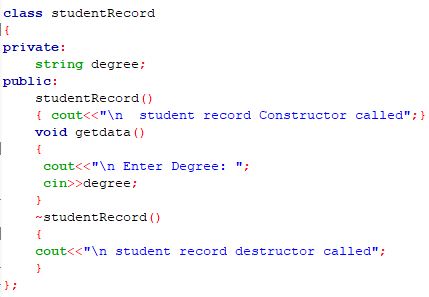 class studentRecord
{
private:
    string degree;
public:
    studentRecord()
    { cout<<"\n  student record Constructor called";}
    void getdata()
    {
     cout<<"\n Enter Degree: ";
     cin>>degree;
    }
    ~studentRecord()
    {
    cout<<"\n student record destructor called";
    }
};